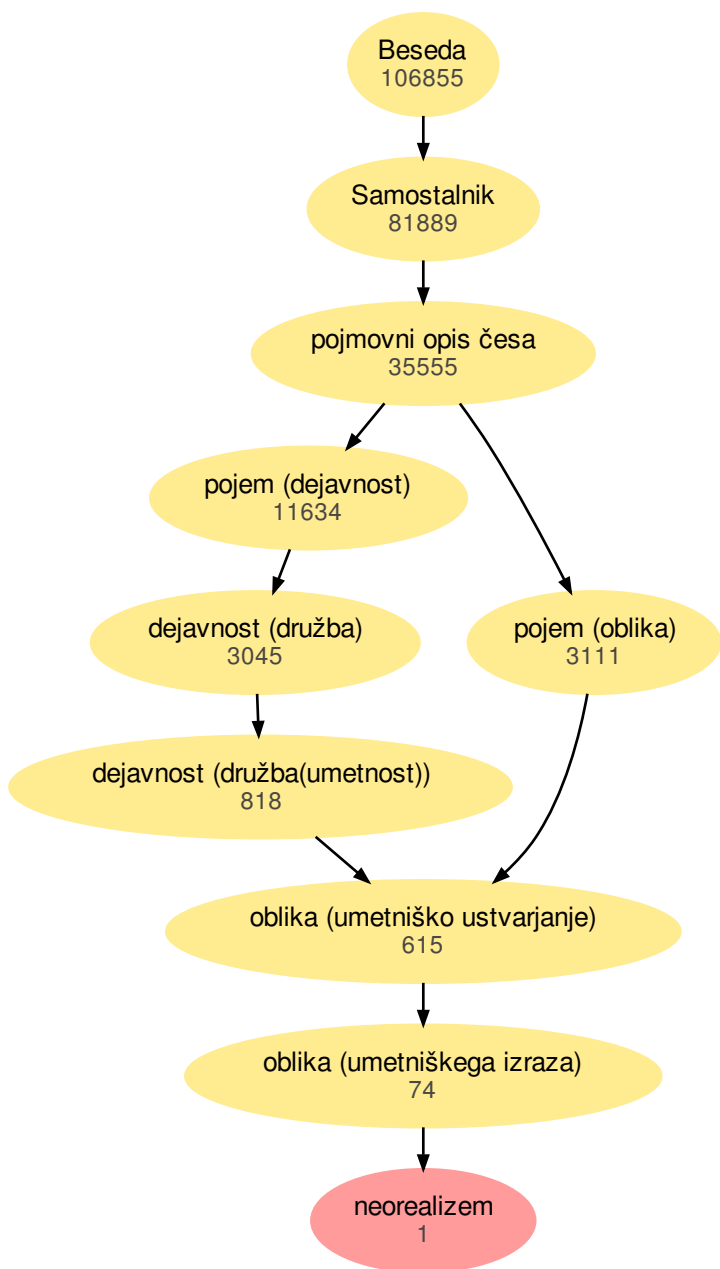 Beseda
106855
Samostalnik
81889
pojmovni opis česa
35555
pojem (dejavnost)
11634
dejavnost (družba)
3045
pojem (oblika)
3111
dejavnost (družba(umetnost))
818
oblika (umetniško ustvarjanje)
615
oblika (umetniškega izraza)
74
neorealizem
1